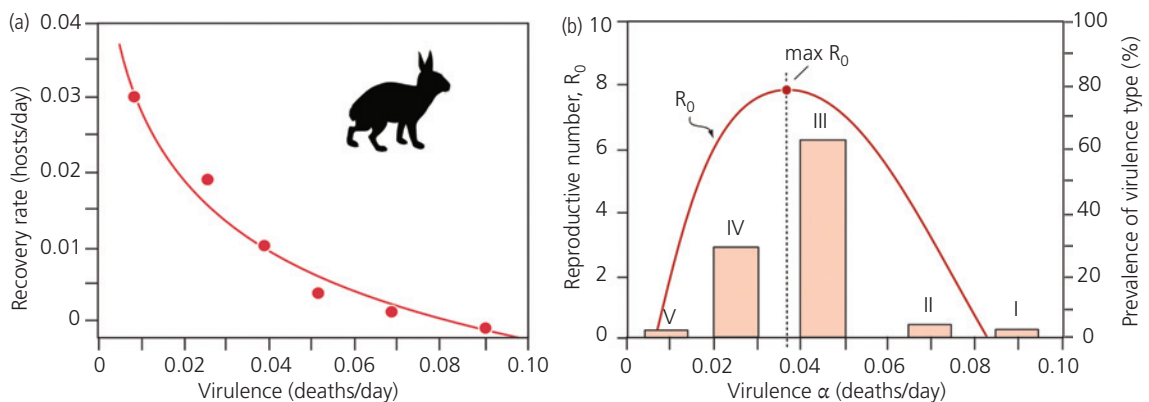 (a)
Recovery rate (hosts/day)
0.04
0.03
0.02
0.01
0
0 0.02 0.04 0.06 0.08 0.10
Virulence (deaths/day)
(b)
Reproductive number, R₀
10
8
6
4
2
0
R₀
max R₀
V
IV
III
II
I
0 0.02 0.04 0.06 0.08 0.10
Virulence α (deaths/day)
100
80
60
40
20
0
Prevalence of virulence type (%)